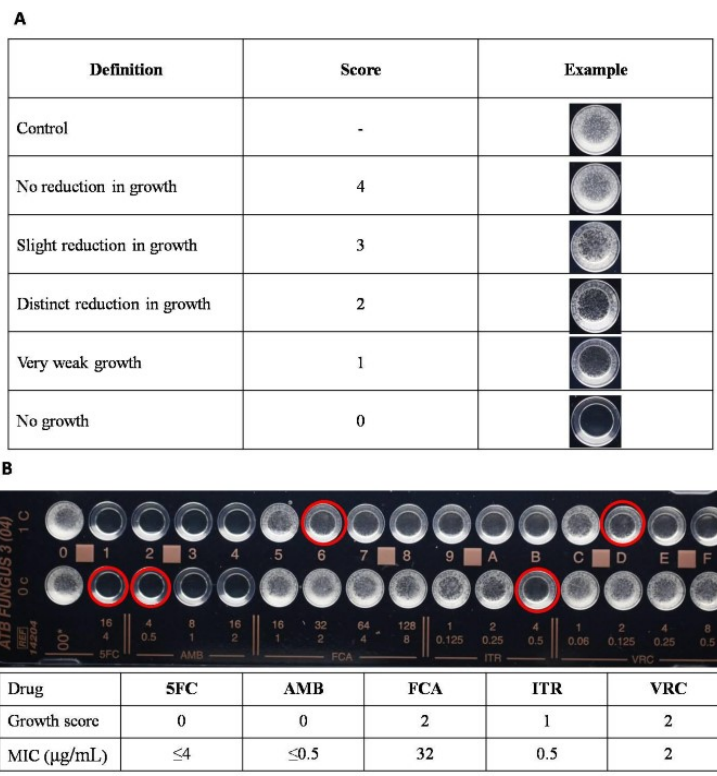 A
Definition Score Example
Control -
No reduction in growth 4
Slight reduction in growth 3
Distinct reduction in growth 2
Very weak growth 1
No growth 0
B
ATB FUNGUS 3 (04)
REF 14204
1 C
0 1 2 3 4 5 6 7 8 9 A B C D E F
0 c
00*
16 4 8 16 16 32 64 128 1 2 4 1 2 4 8
4 0.5 1 2 1 2 4 8 0.125 0.25 0.5 0.06 0.125 0.25 0.5
5FC AMB FCA ITR VRC
Drug 5FC AMB FCA ITR VRC
Growth score 0 0 2 1 2
MIC (µg/mL) ≤4 ≤0.5 32 0.5 2